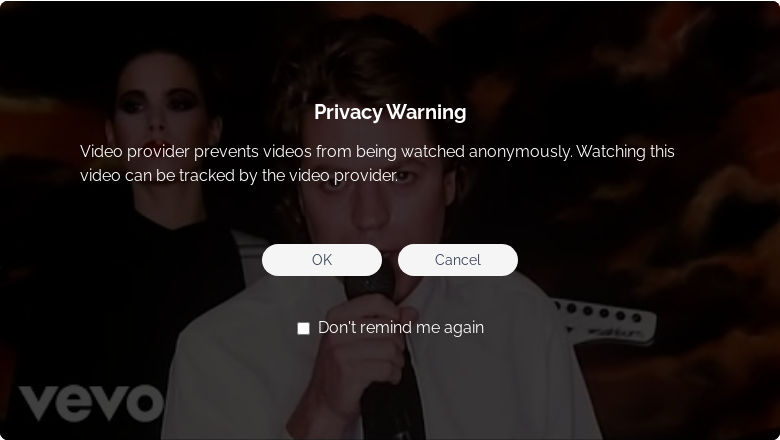 Privacy Warning
Video provider prevents videos from being watched anonymously. Watching this
video can be tracked by the video provider.
OK
Cancel
Don't remind me again
washburn
vevo